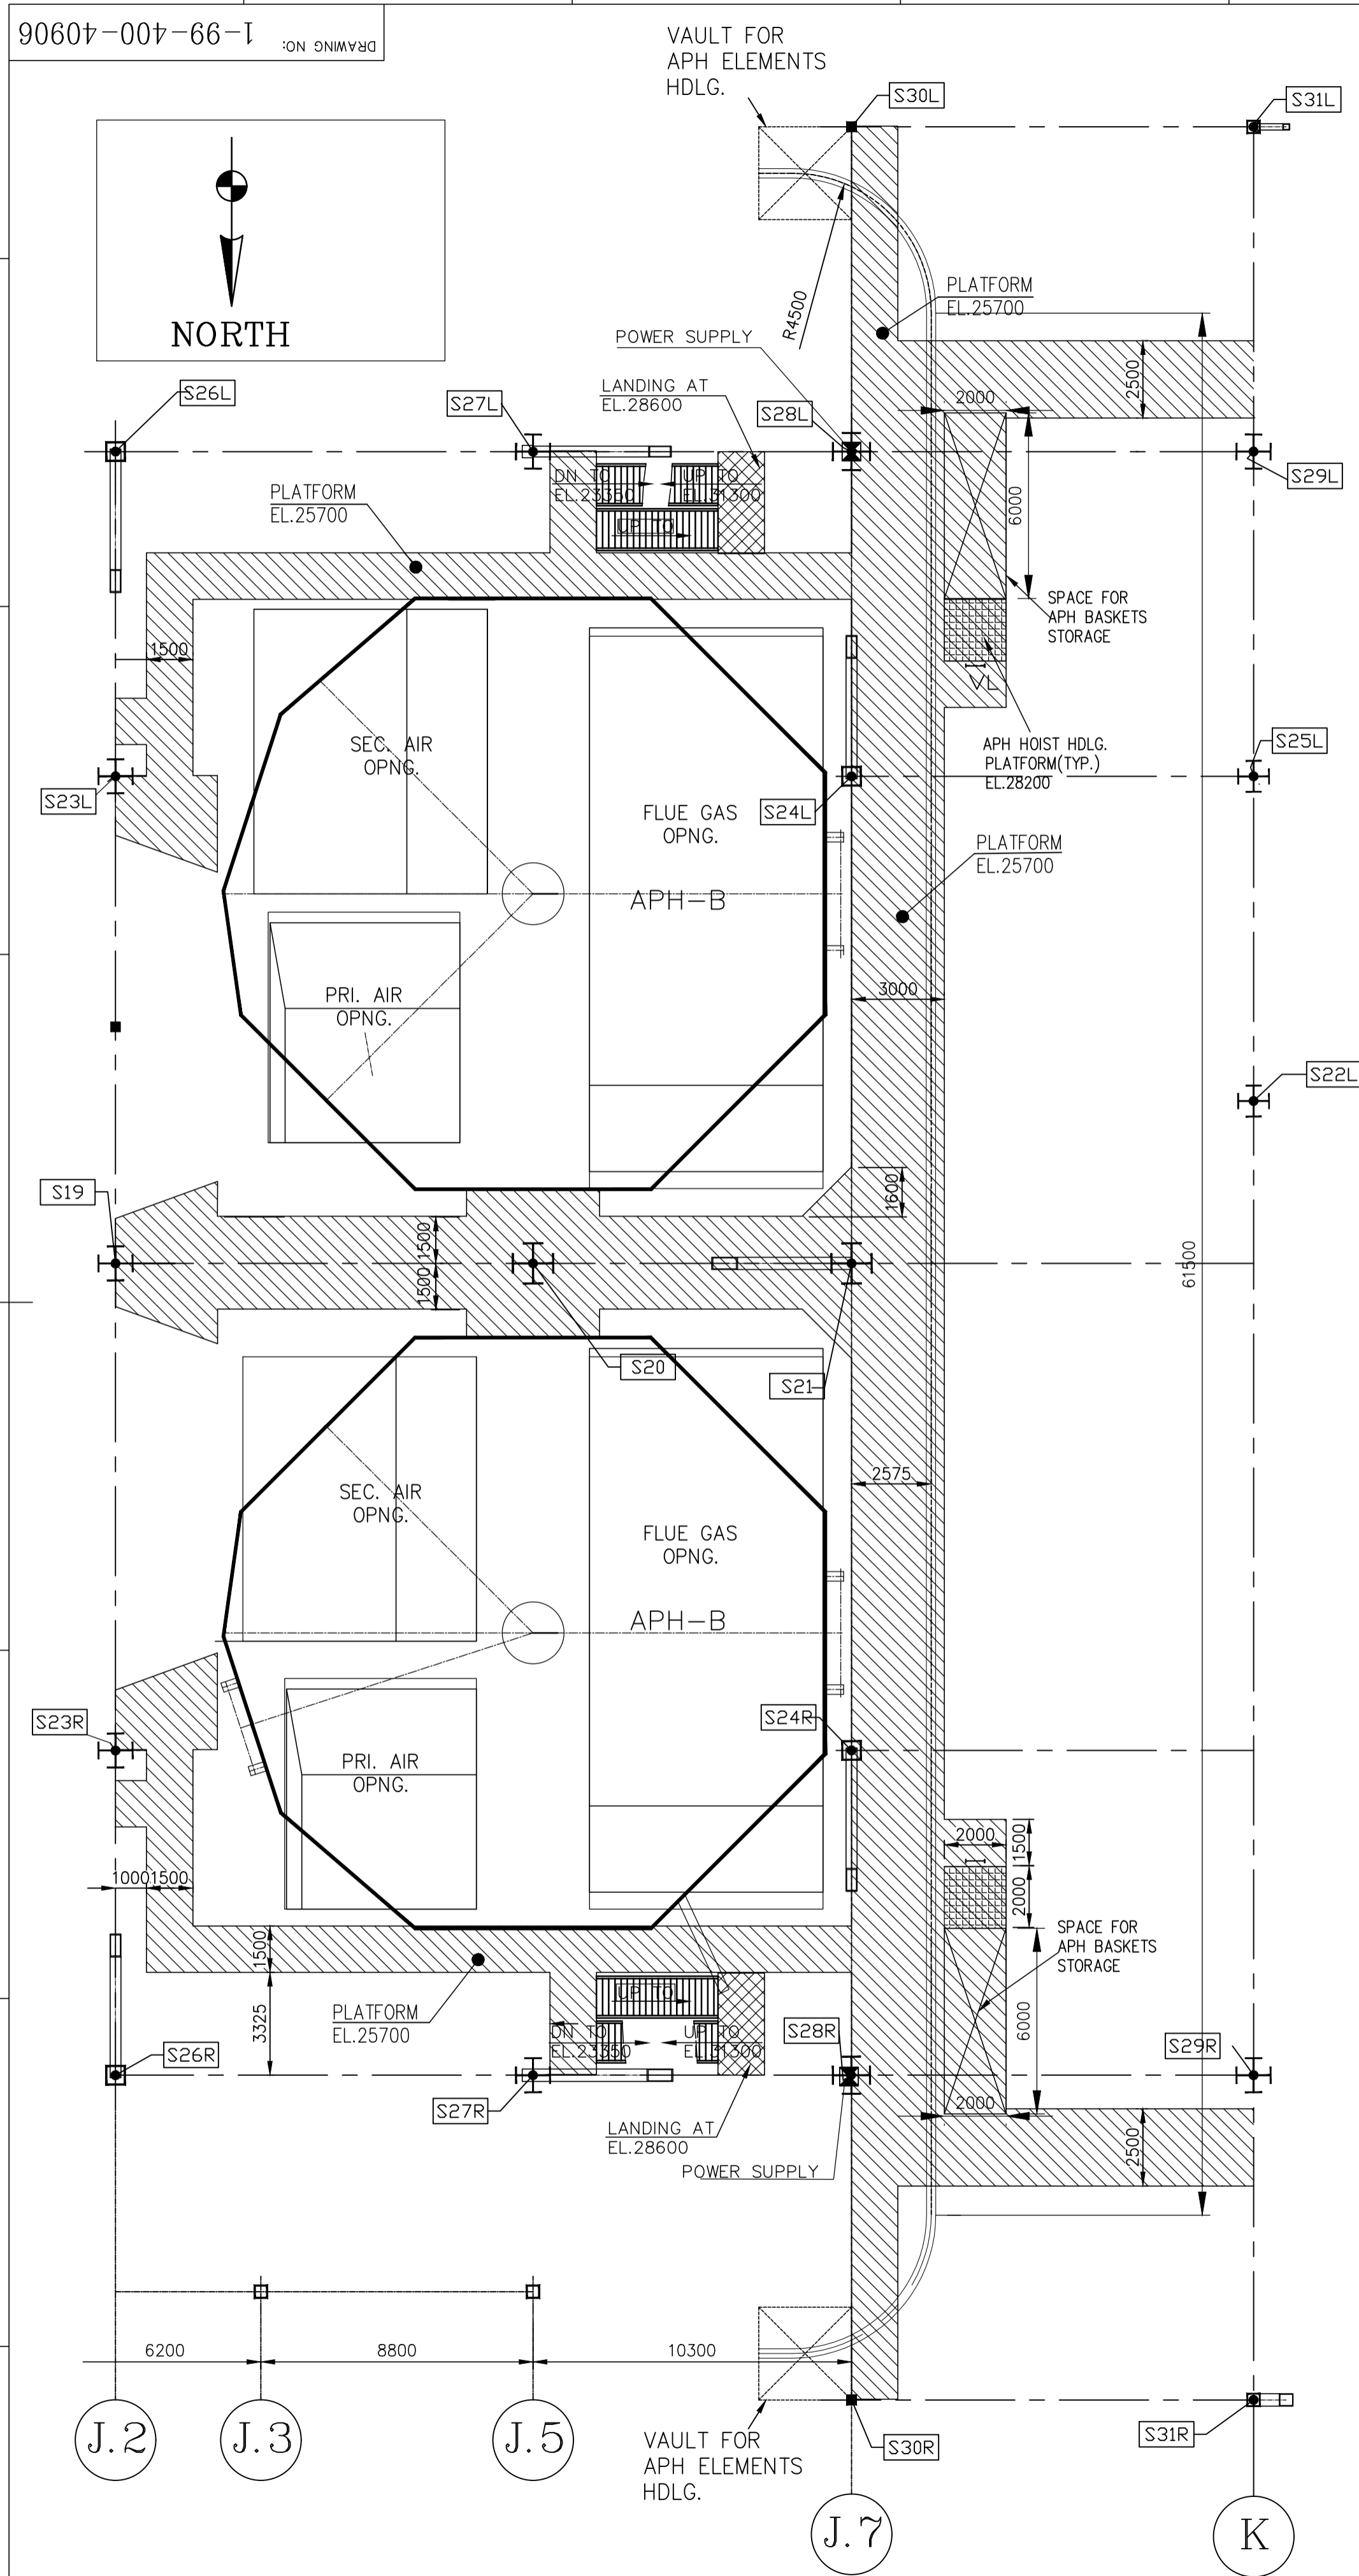 DRAWING NO: 1-99-400-40906
VAULT FOR
APH ELEMENTS
HDLG.
S30L
S31L
NORTH
R4500
PLATFORM
EL.25700
POWER SUPPLY
LANDING AT
EL.28600
S26L
S27L
S28L
2000
2500
S29L
DN TO
EL.23350
UP TO
EL.31300
UP TO
PLATFORM
EL.25700
6000
SPACE FOR
APH BASKETS
STORAGE
1500
VL
SEC. AIR
OPNG.
APH HOIST HDLG.
PLATFORM(TYP.)
EL.28200
S25L
S23L
S24L
FLUE GAS
OPNG.
PLATFORM
EL.25700
APH-B
3000
PRI. AIR
OPNG.
S22L
S19
1600
1500
1500
61500
S20
S21
2575
SEC. AIR
OPNG.
FLUE GAS
OPNG.
APH-B
S23R
S24R
PRI. AIR
OPNG.
2000
1500
1000
1500
2000
1500
SPACE FOR
APH BASKETS
STORAGE
3325
PLATFORM
EL.25700
UP TO
DN TO
EL.23350
UP TO
EL.31300
6000
S28R
S26R
S29R
S27R
2000
LANDING AT
EL.28600
2500
POWER SUPPLY
6200
8800
10300
J.2
J.3
J.5
VAULT FOR
APH ELEMENTS
HDLG.
S30R
S31R
J.7
K